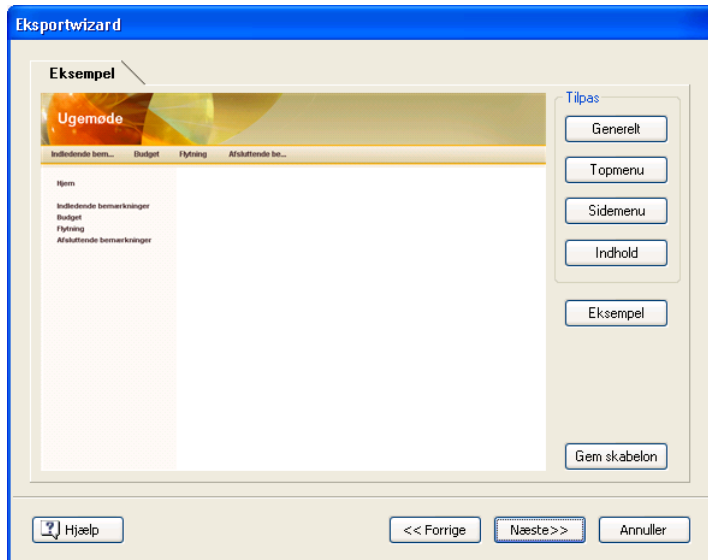 Eksportwizard
Eksempel
Ugemøde
Indledende bem... Budget Flytning Afsluttende be...
Hjem
Indledende bemærkninger
Budget
Flytning
Afsluttende bemærkninger
Tilpas
Generelt
Topmenu
Sidemenu
Indhold
Eksempel
Gem skabelon
Hjælp
<< Forrige
Næste>>
Annuller